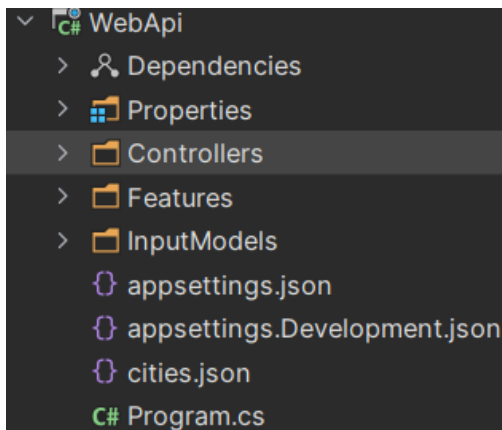 C# WebApi
Dependencies
Properties
Controllers
Features
InputModels
{} appsettings.json
{} appsettings.Development.json
{} cities.json
C# Program.cs